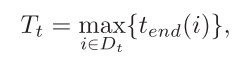 $T_t = \max_{i \in D_t} \{t_{end}(i)\},$